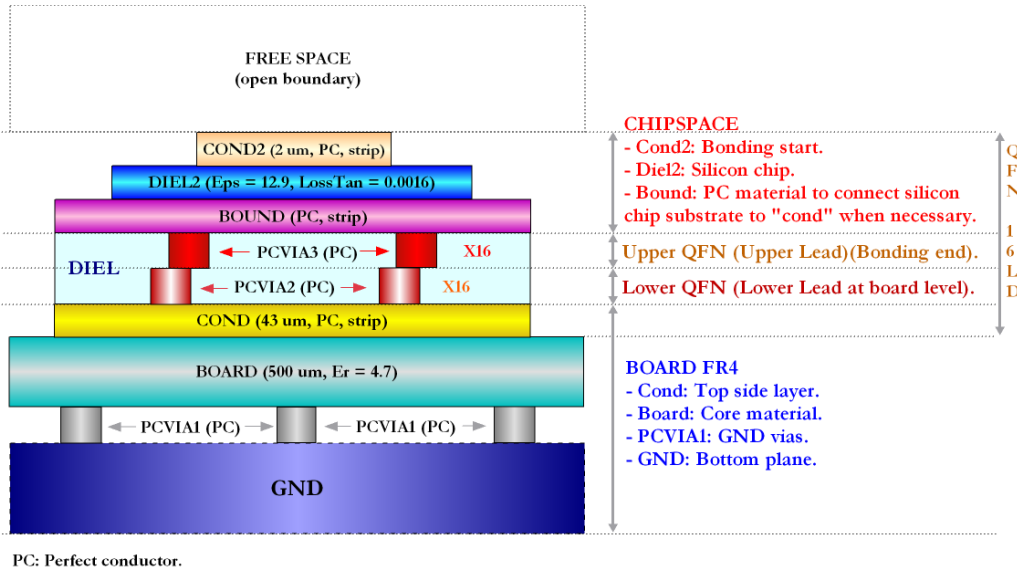 FREE SPACE
(open boundary)
COND2 (2 um, PC, strip)
DIEL2 (Eps = 12.9, LossTan = 0.0016)
BOUND (PC, strip)
DIEL
PCVIA3 (PC)
X16
PCVIA2 (PC)
X16
COND (43 um, PC, strip)
BOARD (500 um, Er = 4.7)
PCVIA1 (PC)
PCVIA1 (PC)
GND
CHIPSPACE
- Cond2: Bonding start.
- Diel2: Silicon chip.
- Bound: PC material to connect silicon
chip substrate to "cond" when necessary.
Upper QFN (Upper Lead)(Bonding end).
Lower QFN (Lower Lead at board level).
BOARD FR4
- Cond: Top side layer.
- Board: Core material.
- PCVIA1: GND vias.
- GND: Bottom plane.
Q
F
N
1
6
L
D
PC: Perfect conductor.